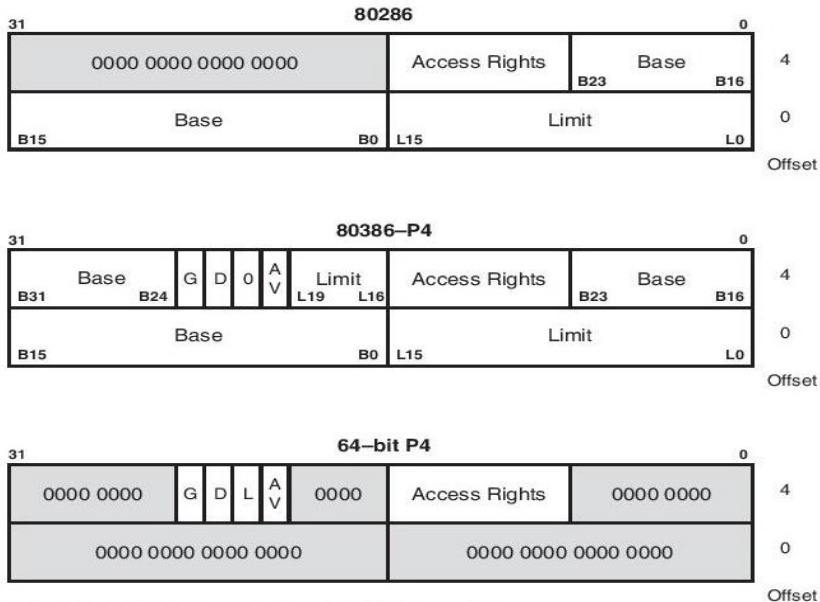 80286
31 0
0000 0000 0000 0000 Access Rights Base 4
B23 B16
Base Limit 0
B15 B0 L15 L0
Offset
80386–P4
31 0
Base G D 0 AV Limit Access Rights Base 4
B31 B24 L19 L16 B23 B16
Base Limit 0
B15 B0 L15 L0
Offset
64–bit P4
31 0
0000 0000 G D L AV 0000 Access Rights 0000 0000 4
0000 0000 0000 0000 0000 0000 0000 0000 0
Offset